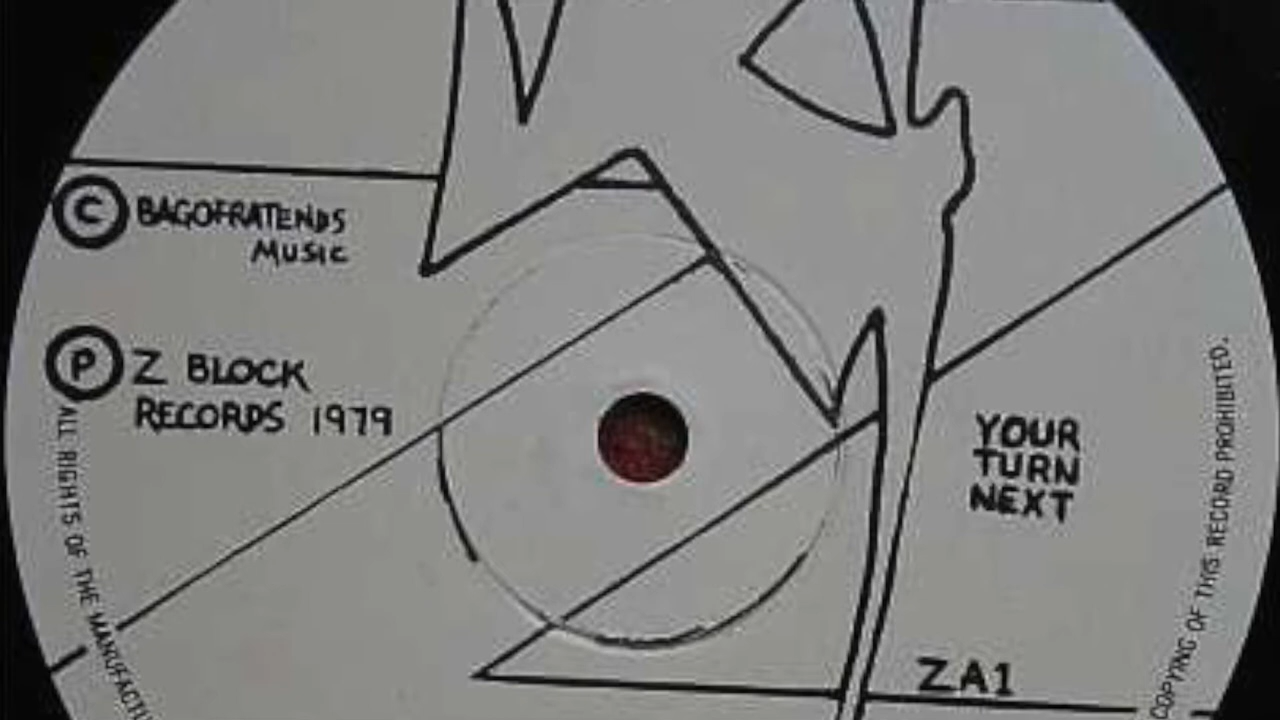 C BAGOFRATENDS
MUSIC
P Z BLOCK
RECORDS 1979
YOUR
TURN
NEXT
ZA1
ALL RIGHTS OF THE
COPYING OF THIS RECORD PROHIBITED.